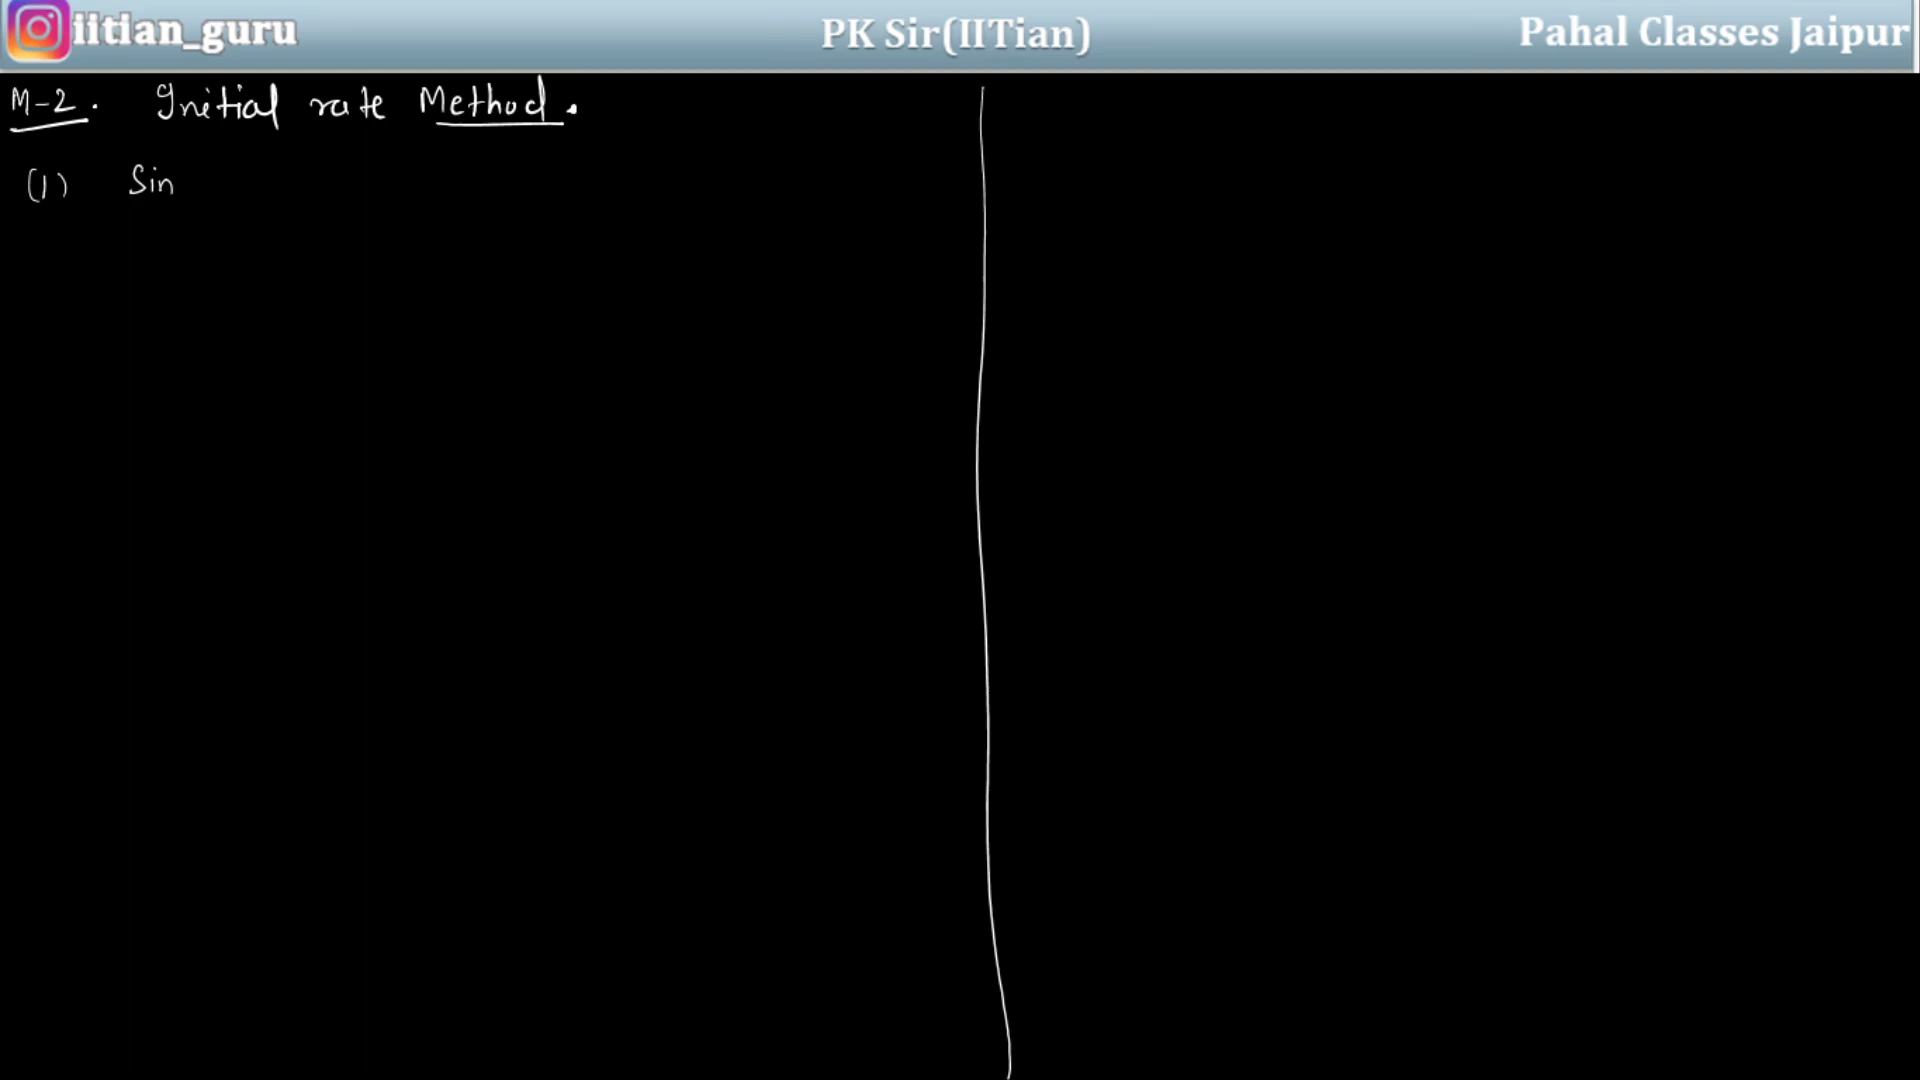 iitian_guru PK Sir(IITian) Pahal Classes Jaipur
M-2. Initial rate Method.
(1) Sin